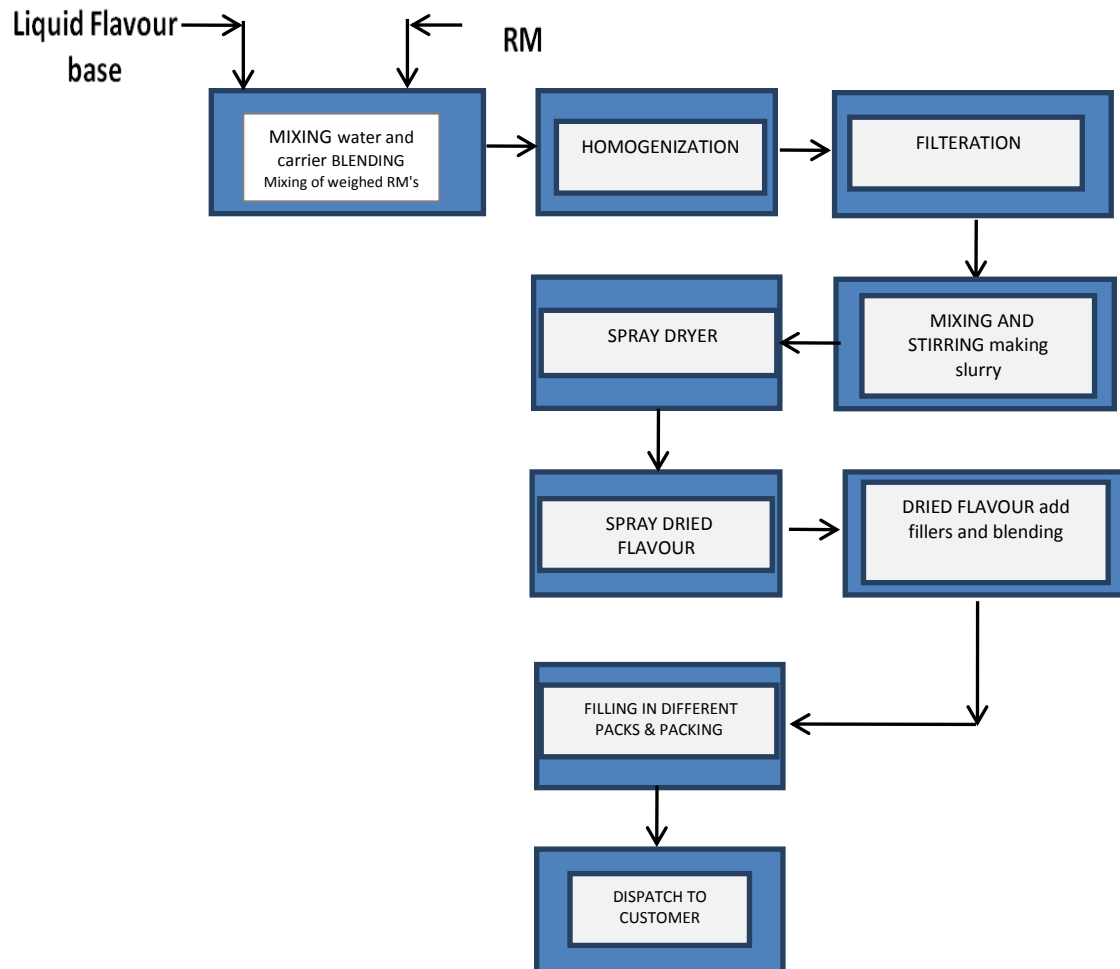 Liquid Flavour
base
RM
MIXING water and
carrier BLENDING
Mixing of weighed RM's
HOMOGENIZATION
FILTERATION
MIXING AND
STIRRING making
slurry
SPRAY DRYER
SPRAY DRIED
FLAVOUR
DRIED FLAVOUR add
fillers and blending
FILLING IN DIFFERENT
PACKS & PACKING
DISPATCH TO
CUSTOMER